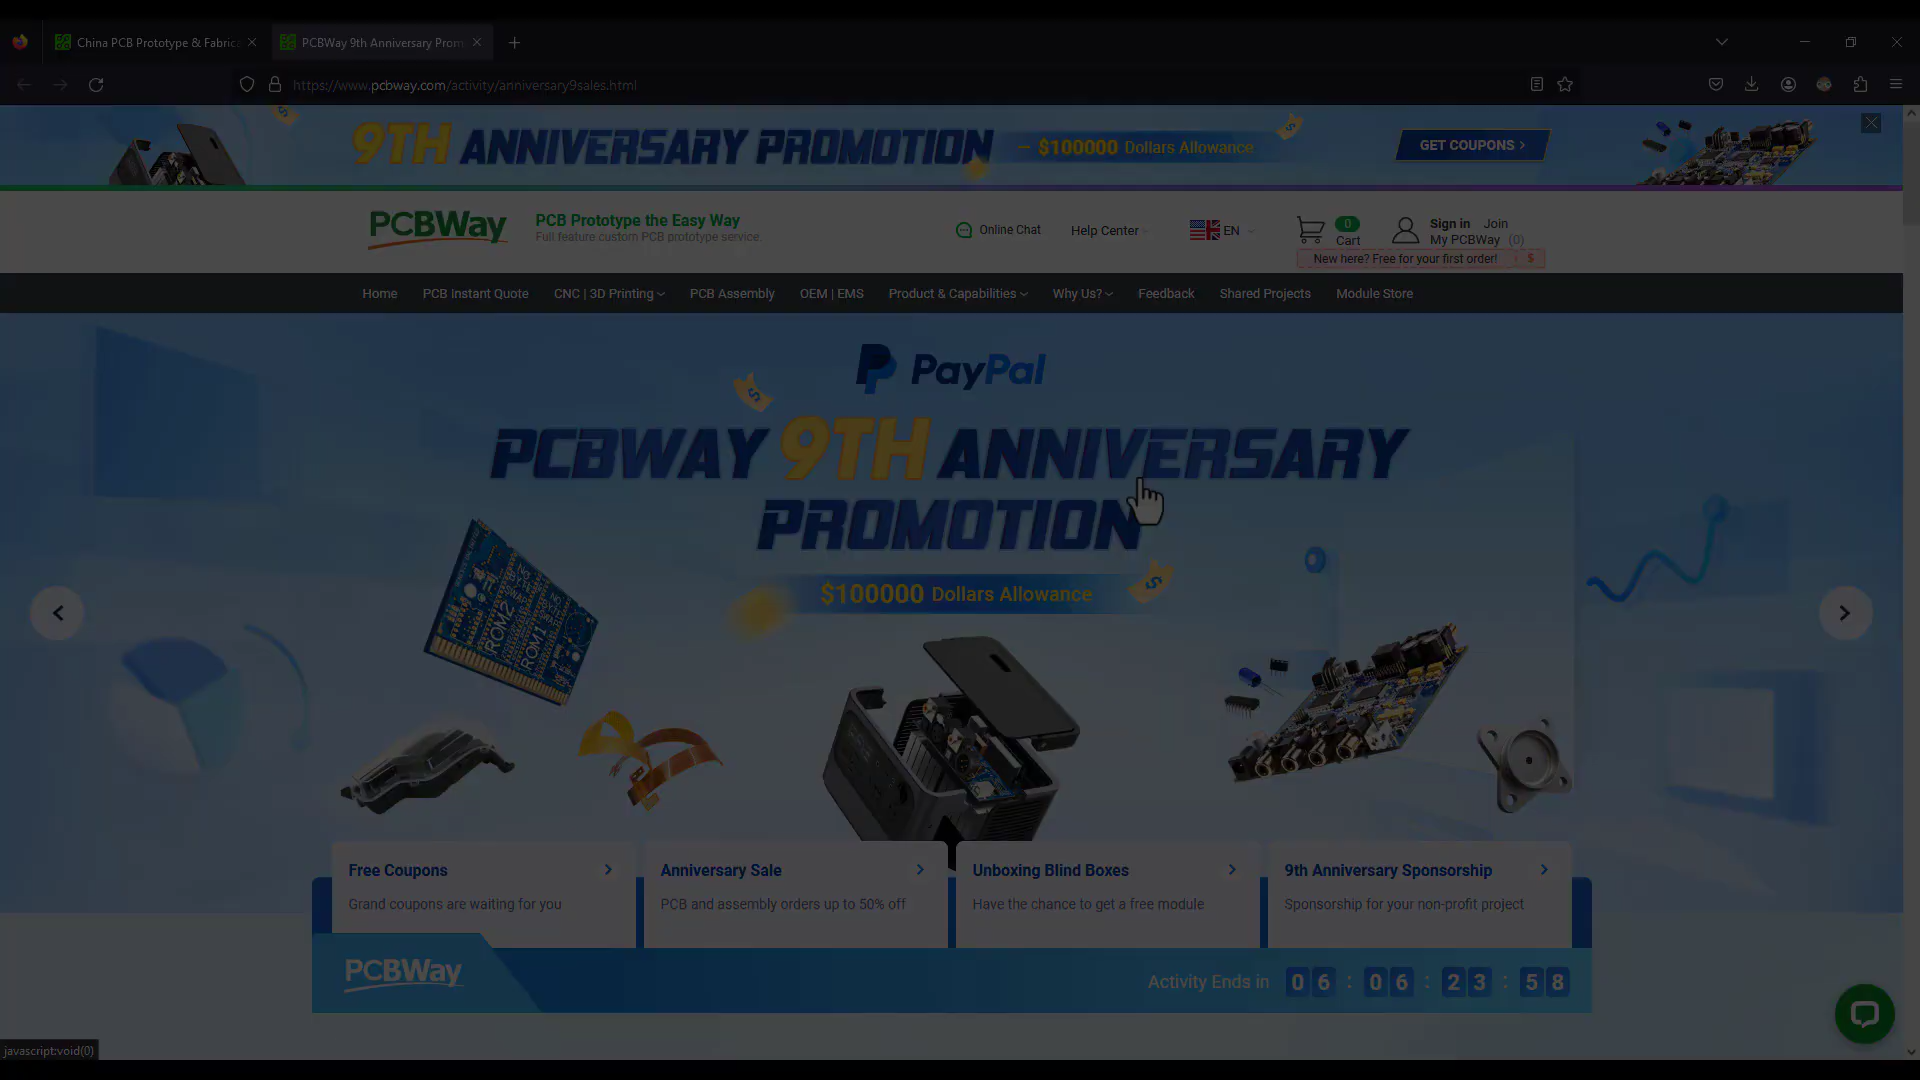 China PCB Prototype & Fabric
PCBWay 9th Anniversary Prom
https://www.pcbway.com/activity/anniversary9sales.html
9TH ANNIVERSARY PROMOTION
– $100000 Dollars Allowance
GET COUPONS >
PCBWay
PCB Prototype the Easy Way
Full feature custom PCB prototype service.
Online Chat
Help Center
EN
0
Cart
Sign in Join
My PCBWay (0)
New here? Free for your first order! $
Home
PCB Instant Quote
CNC | 3D Printing
PCB Assembly
OEM | EMS
Product & Capabilities
Why Us?
Feedback
Shared Projects
Module Store
PayPal
PCBWAY 9TH ANNIVERSARY
PROMOTION
$100000 Dollars Allowance
ROM2
ROM1
Free Coupons
Grand coupons are waiting for you
Anniversary Sale
PCB and assembly orders up to 50% off
Unboxing Blind Boxes
Have the chance to get a free module
9th Anniversary Sponsorship
Sponsorship for your non-profit project
PCBWay
Activity Ends in 06 : 06 : 23 : 58
javascript:void(0)